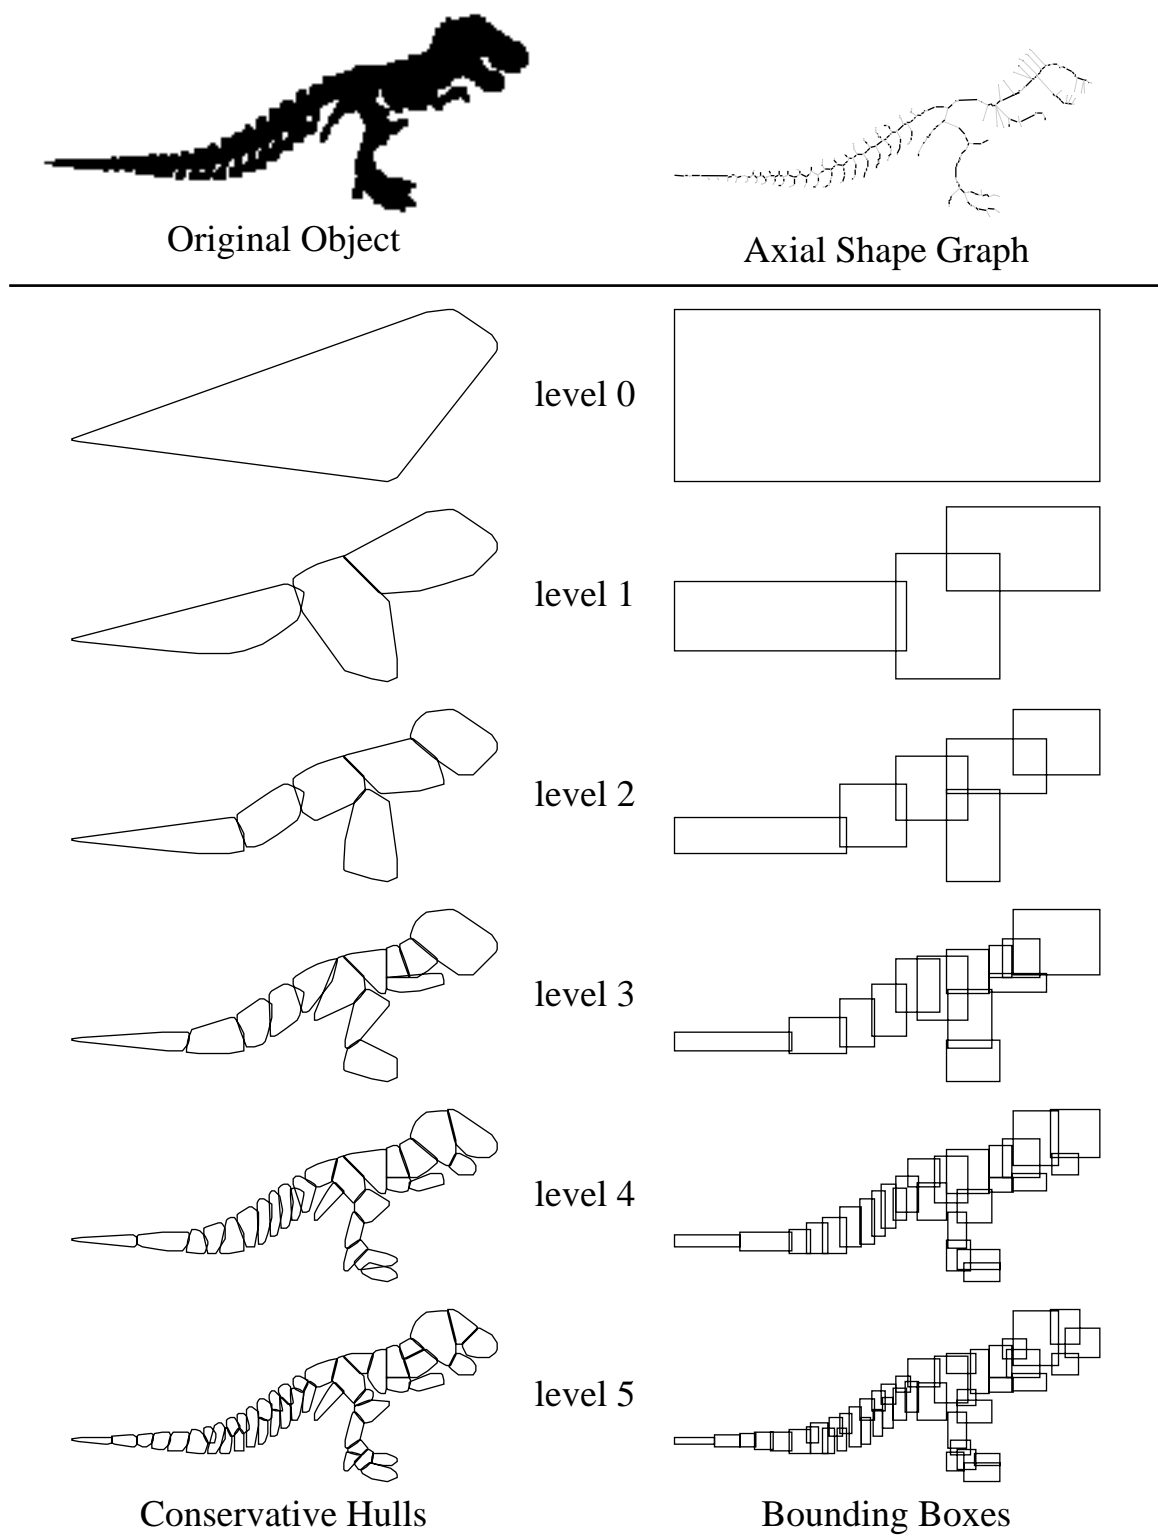 Original Object
Axial Shape Graph
level 0
level 1
level 2
level 3
level 4
level 5
Conservative Hulls
Bounding Boxes